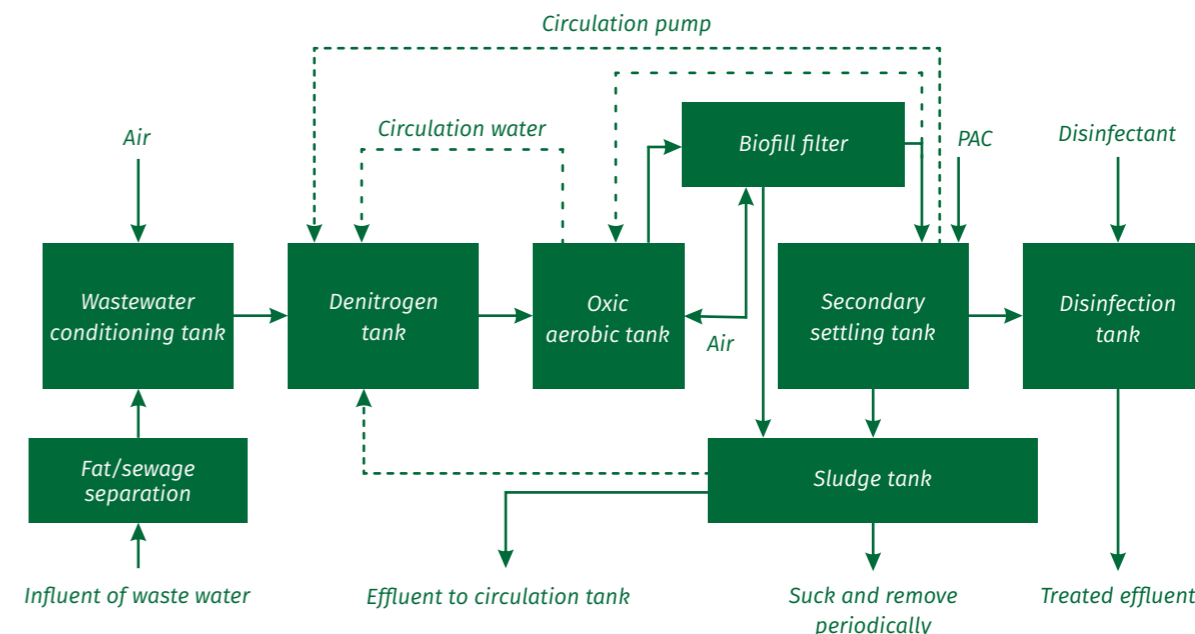 Circulation pump
Circulation water
Air
Biofill filter
PAC
Disinfectant
Wastewater
conditioning tank
Denitrogen
tank
Oxic
aerobic tank
Air
Secondary
settling tank
Disinfection
tank
Fat/sewage
separation
Sludge tank
Influent of waste water
Effluent to circulation tank
Suck and remove
periodically
Treated effluent